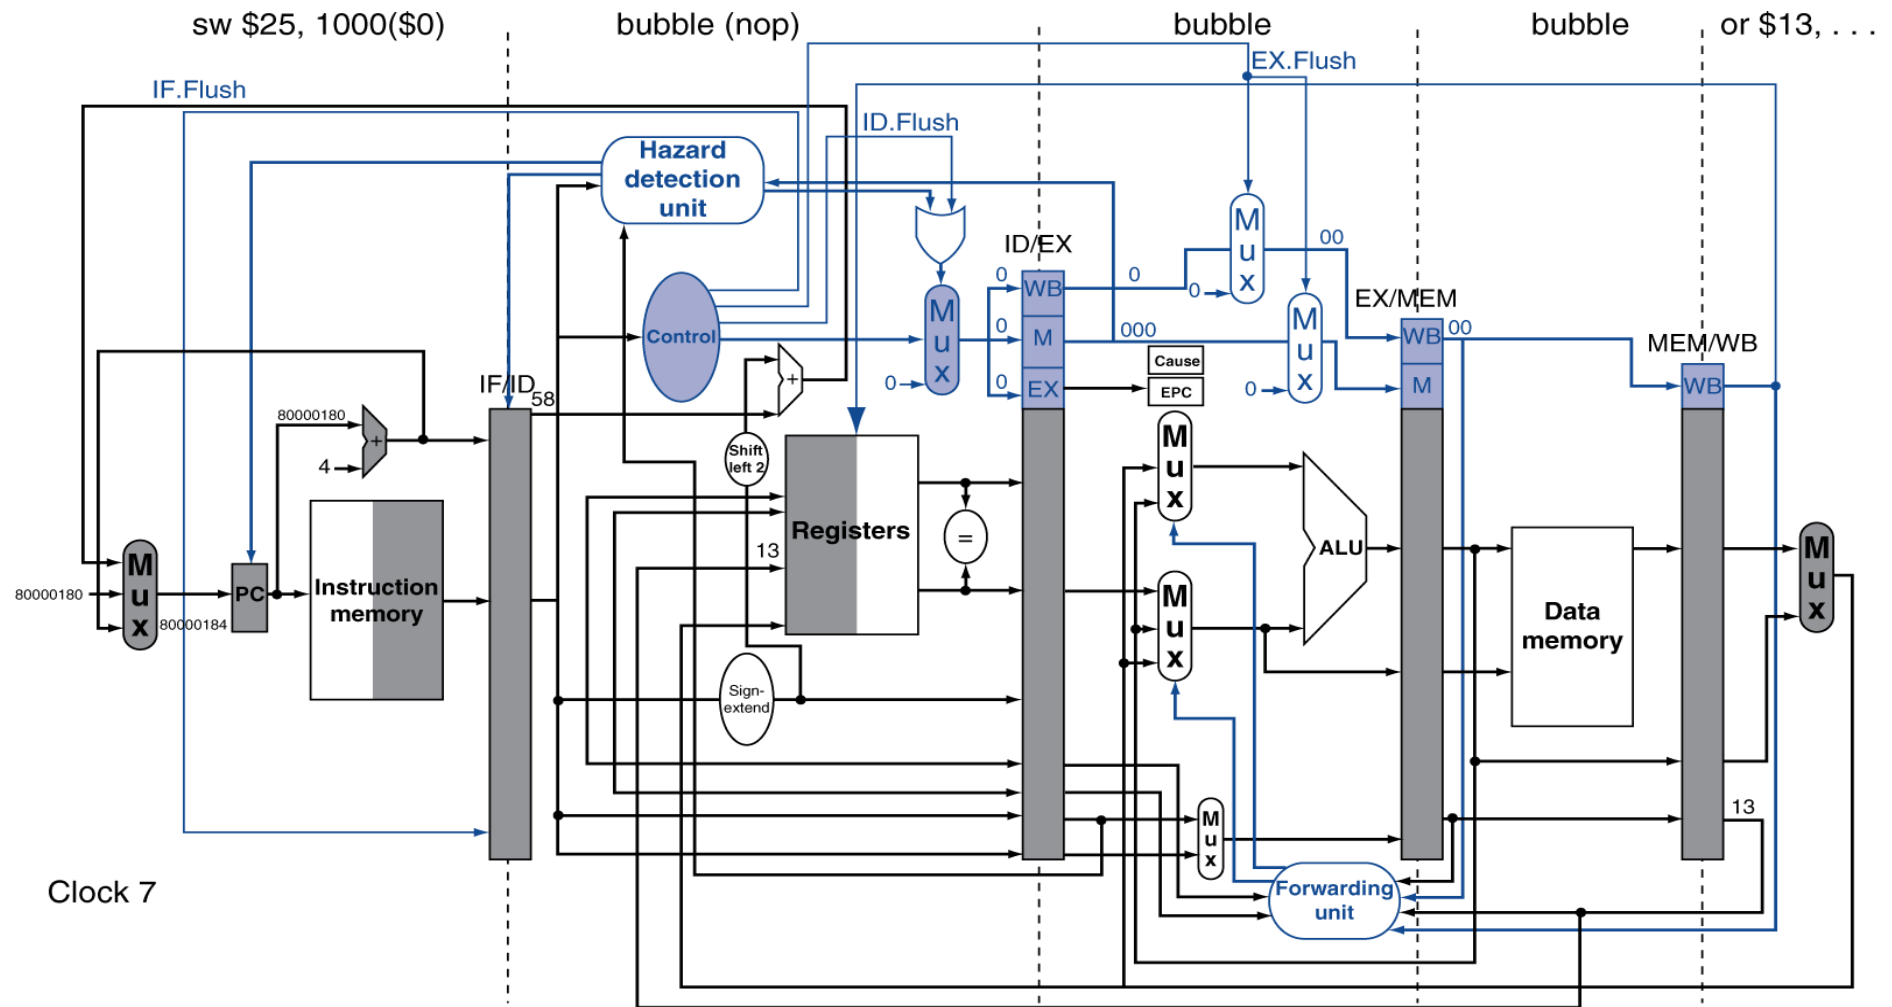 sw $25, 1000($0)
bubble (nop)
bubble
bubble
or $13, . . .
EX.Flush
IF.Flush
ID.Flush
Hazard
detection
unit
M
u
x
00
ID/EX
0
WB
0
0
M
u
x
EX/MEM
0
M
000
WB
00
MEM/WB
Control
M
u
x
Cause
WB
0
EX
EPC
0
M
IF/ID
58
+
80000180
+
4
Shift
left 2
M
u
x
Registers
=
13
ALU
M
u
x
80000180
M
u
x
80000184
PC
Instruction
memory
M
u
x
Data
memory
M
u
x
Sign-
extend
M
u
x
13
Clock 7
Forwarding
unit